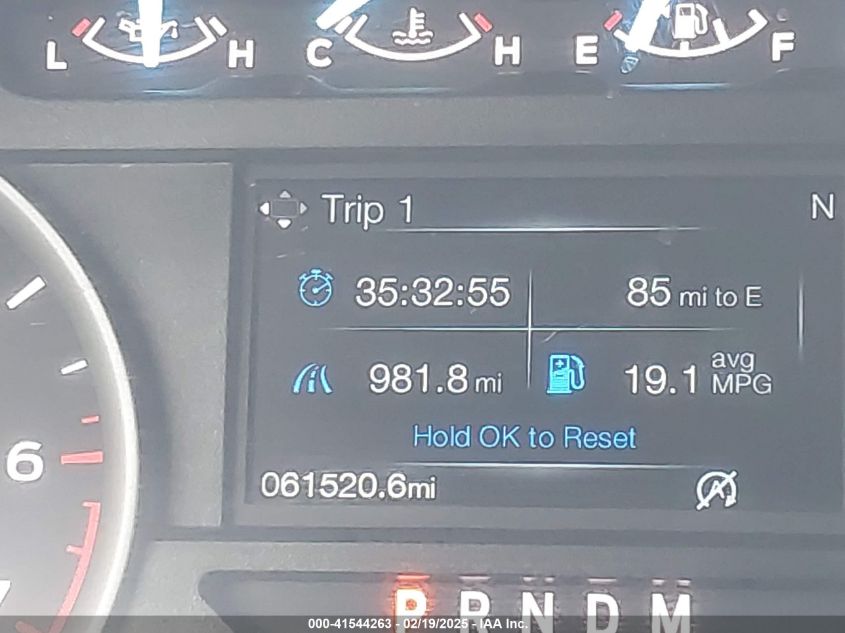 L H C H E F
Trip 1 N
35:32:55 85 mi to E
981.8 mi 19.1 avg MPG
Hold OK to Reset
061520.6mi
6
P R N D M
000-41544263 - 02/19/2025 - IAA Inc.